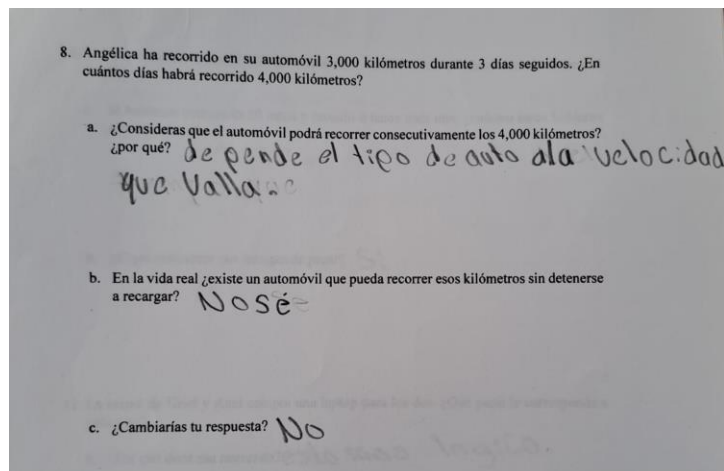 8. Angélica ha recorrido en su automóvil 3,000 kilómetros durante 3 días seguidos. ¿En
cuántos días habrá recorrido 4,000 kilómetros?
a. ¿Consideras que el automóvil podrá recorrer consecutivamente los 4,000 kilómetros?
¿por qué? de pende el tipo de auto ala velocidad
que Valla.
b. En la vida real ¿existe un automóvil que pueda recorrer esos kilómetros sin detenerse
a recargar? No sé
c. ¿Cambiarías tu respuesta? No